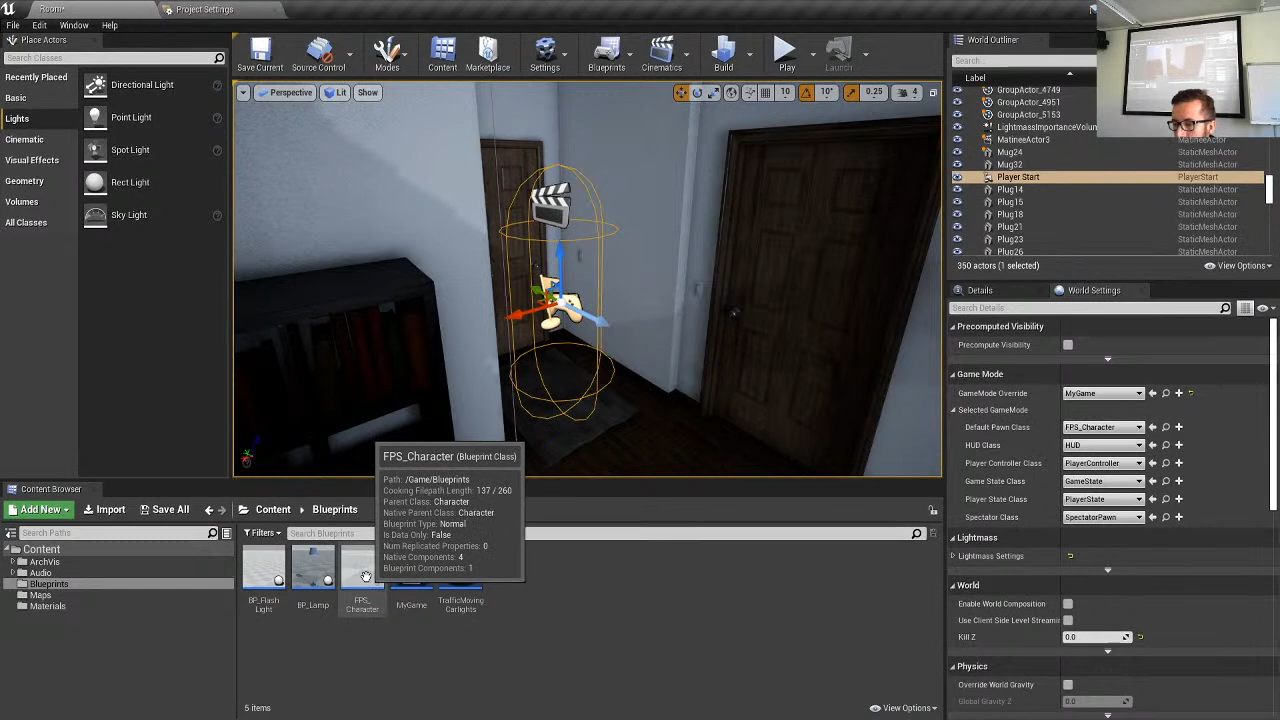 Room*
Project Settings
File Edit Window Help
Place Actors
Search Classes
Recently Placed
Basic
Lights
Cinematic
Visual Effects
Geometry
Volumes
All Classes
Directional Light
Point Light
Spot Light
Rect Light
Sky Light
Save Current
Source Control
Modes
Content
Marketplace
Settings
Blueprints
Cinematics
Build
Play
Launch
Perspective
Lit
Show
10
10°
0.25
4
World Outliner
Search...
Label
GroupActor_4749
GroupActor_4951
GroupActor_5153
LightmassImportanceVolun
MatineeActor3 MatineeActor
Mug24 StaticMeshActor
Mug32 StaticMeshActor
Player Start PlayerStart
Plug14 StaticMeshActor
Plug15 StaticMeshActor
Plug18 StaticMeshActor
Plug21 StaticMeshActor
Plug23 StaticMeshActor
Plug26 StaticMeshActor
350 actors (1 selected)
View Options
Details
World Settings
Search Details
Precomputed Visibility
Precompute Visibility
Game Mode
GameMode Override MyGame
Selected GameMode
Default Pawn Class FPS_Character
HUD Class HUD
Player Controller Class PlayerController
Game State Class GameState
Player State Class PlayerState
Spectator Class SpectatorPawn
Lightmass
Lightmass Settings
World
Enable World Composition
Use Client Side Level Streami
Kill Z 0.0
Physics
Override World Gravity
Global Gravity Z 0.0
FPS_Character (Blueprint Class)
Path: /Game/Blueprints
Cooking Filepath Length: 137 / 260
Parent Class: Character
Native Parent Class: Character
Blueprint Type: Normal
Is Data Only: False
Num Replicated Properties: 0
Native Components: 4
Blueprint Components: 1
Content Browser
Add New
Import
Save All
Content
Blueprints
Search Paths
Filters
Search Blueprints
Content
ArchVis
Audio
Blueprints
Maps
Materials
BP_Flash
Light
BP_Lamp
FPS_
Character
MyGame
TrafficMoving
Carlights
5 items
View Options